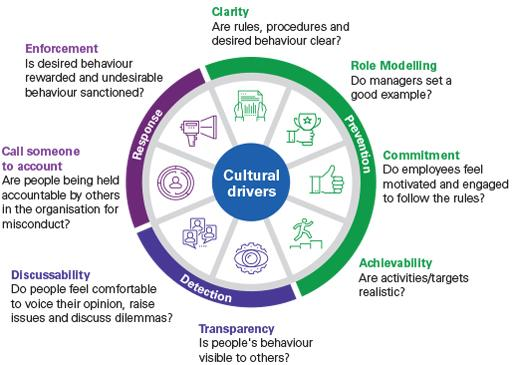 Clarity
Are rules, procedures and
desired behaviour clear?
Role Modelling
Do managers set a
good example?
Commitment
Do employees feel
motivated and engaged
to follow the rules?
Achievability
Are activities/targets
realistic?
Transparency
Is people's behaviour
visible to others?
Discussability
Do people feel comfortable
to voice their opinion, raise
issues and discuss dilemmas?
Call someone
to account
Are people being held
accountable by others
in the organisation for
misconduct?
Enforcement
Is desired behaviour
rewarded and undesirable
behaviour sanctioned?
Prevention
Detection
Response
Cultural
drivers